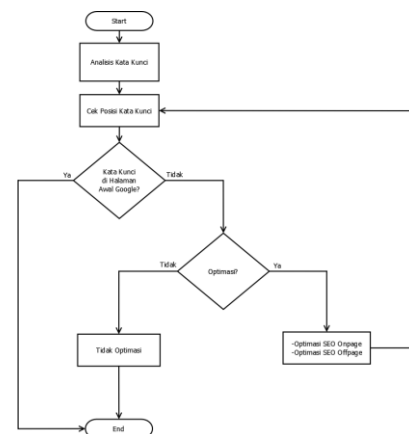 Start
Analisis Kata Kunci
Cek Posisi Kata Kunci
Kata Kunci
di Halaman
Awal Google?
Ya
Tidak
Optimasi?
Tidak
Ya
Tidak Optimasi
-Optimasi SEO Onpage
-Optimasi SEO Offpage
End